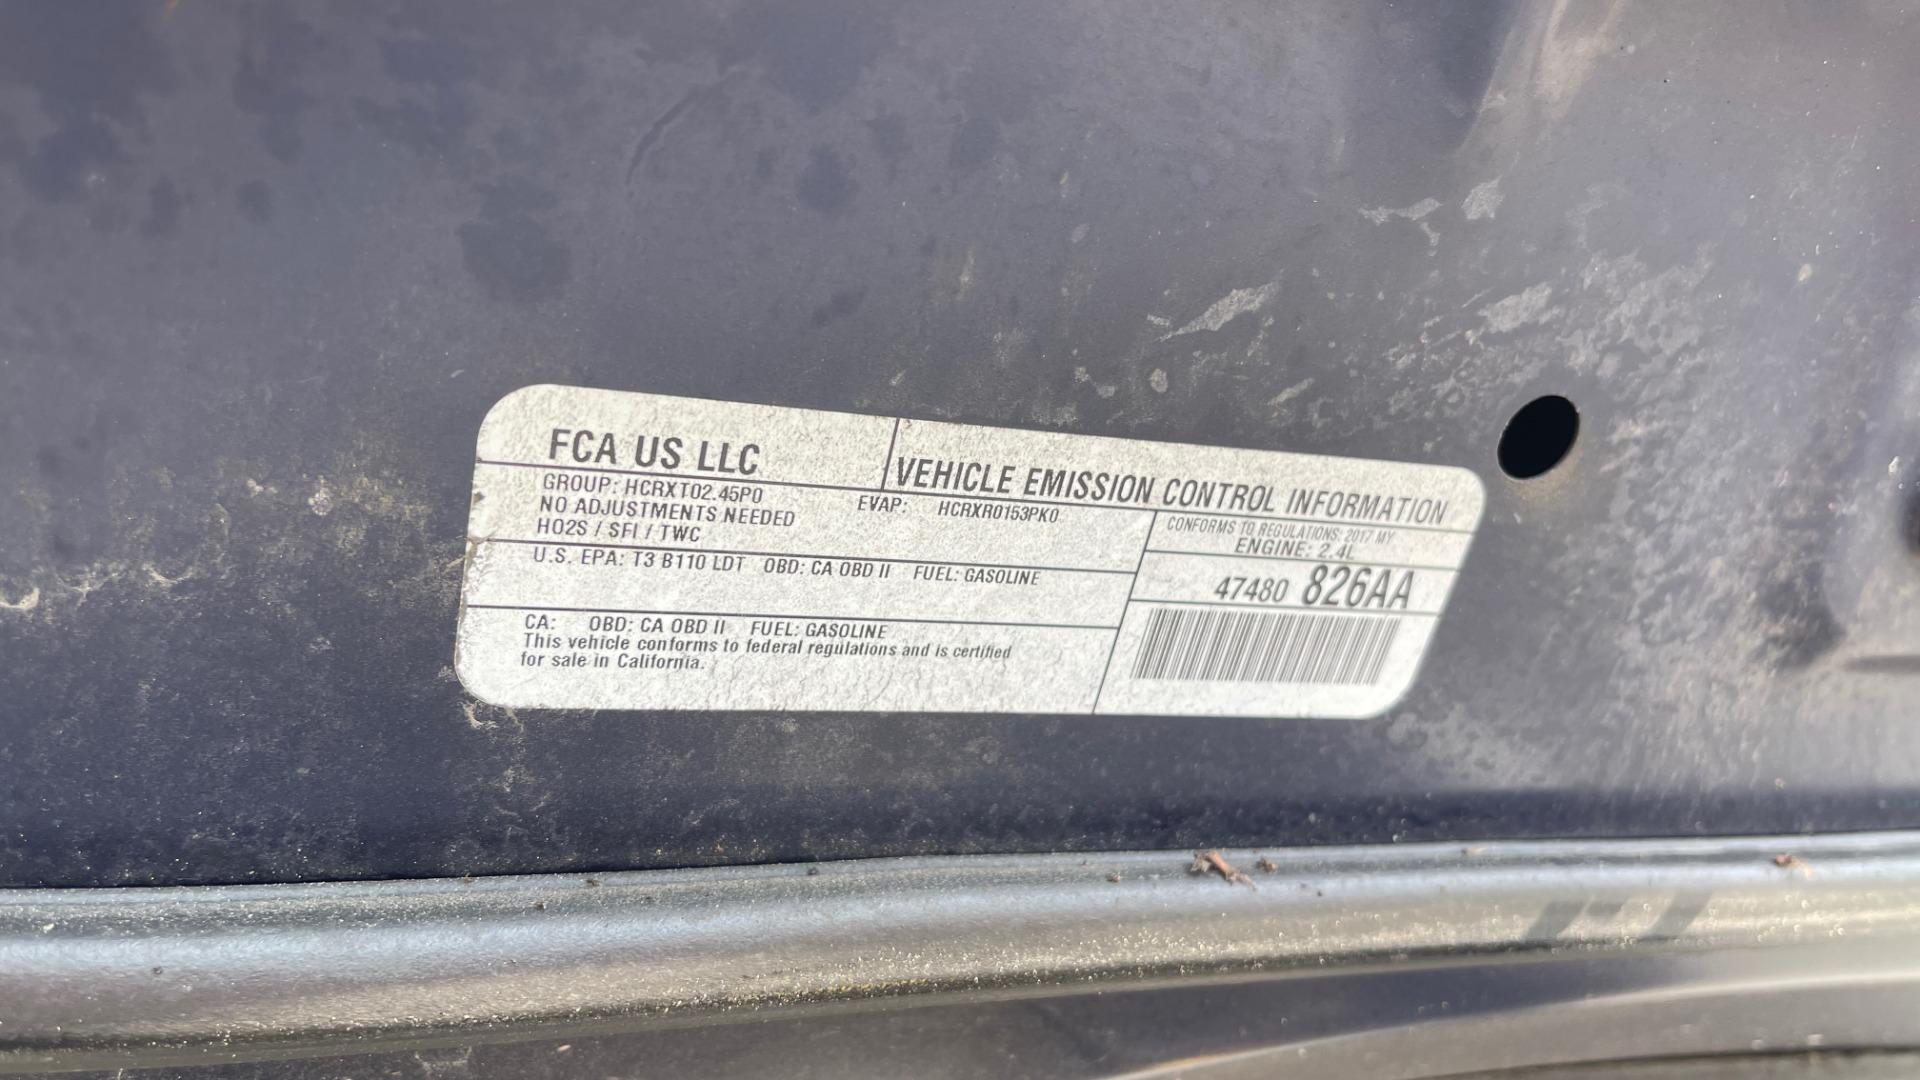 FCA US LLC
VEHICLE EMISSION CONTROL INFORMATION
GROUP: HCRXT02.45P0
EVAP: HCRXR0153PK0
NO ADJUSTMENTS NEEDED
HO2S / SFI / TWC
CONFORMS TO REGULATIONS: 2017 MY
ENGINE: 2.4L
U.S. EPA: T3 B110 LDT OBD: CA OBD II FUEL: GASOLINE
47480 826AA
CA: OBD: CA OBD II FUEL: GASOLINE
This vehicle conforms to federal regulations and is certified
for sale in California.